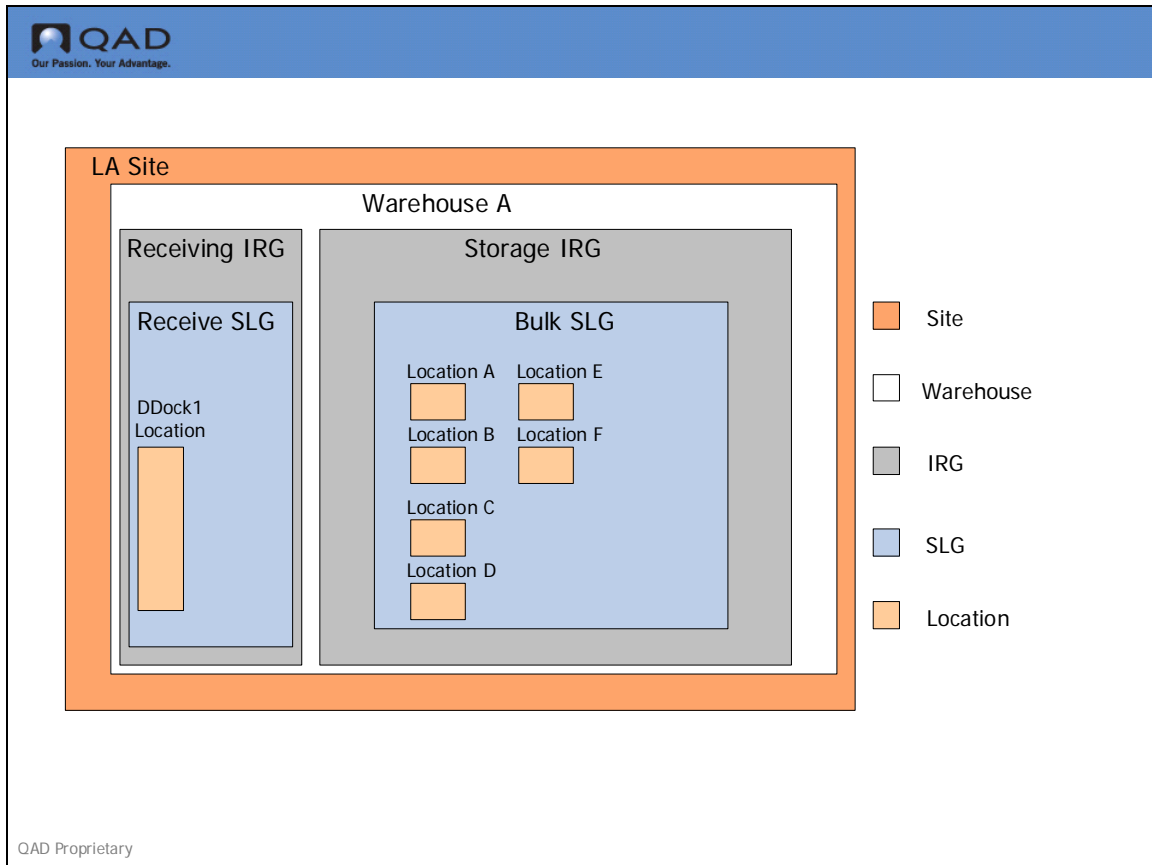 QAD
Our Passion. Your Advantage.
LA Site
Warehouse A
Receiving IRG
Storage IRG
Receive SLG
Bulk SLG
DDock1
Location
Location A
Location E
Location B
Location F
Location C
Location D
Site
Warehouse
IRG
SLG
Location
QAD Proprietary